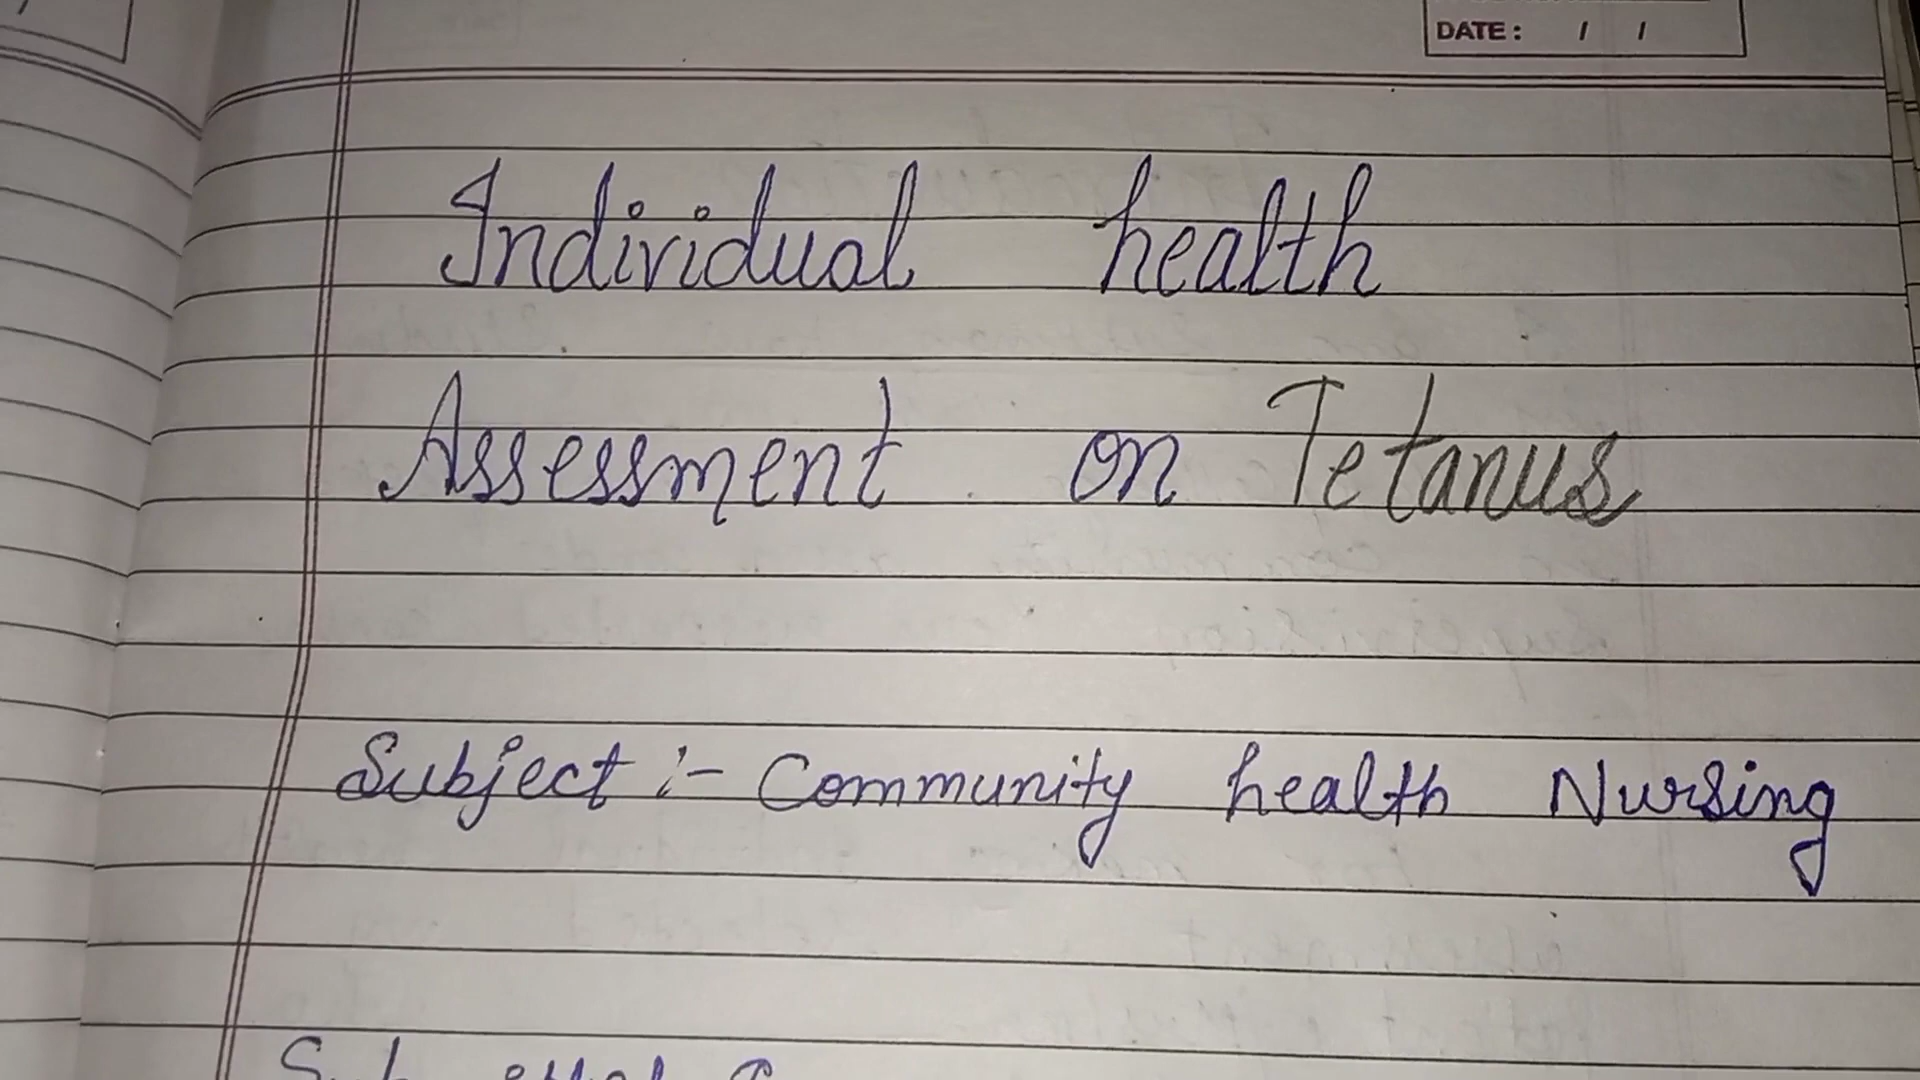 DATE: / /
Individual health
Assessment on Tetanus
Subject :- Community health Nursing